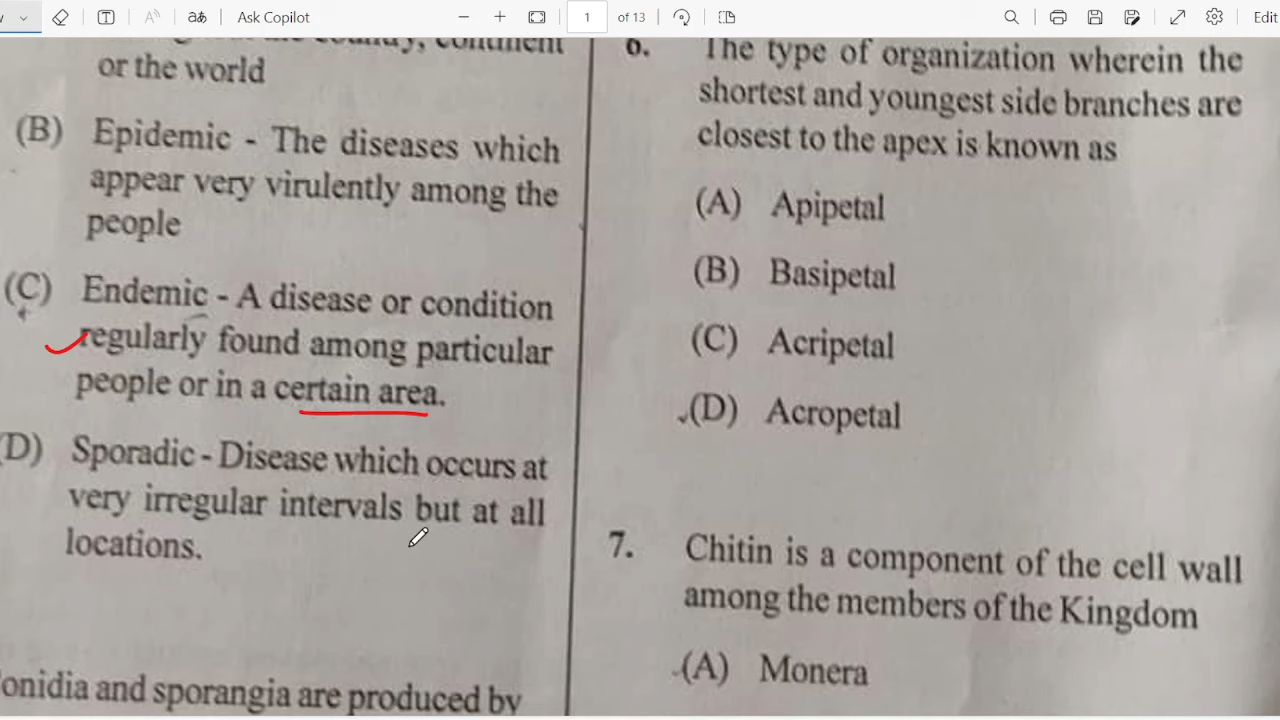 Ask Copilot
1 of 13
Edit
continent
or the world
(B) Epidemic - The diseases which
appear very virulently among the
people
(C) Endemic - A disease or condition
regularly found among particular
people or in a certain area.
(D) Sporadic - Disease which occurs at
very irregular intervals but at all
locations.
onidia and sporangia are produced by
6. The type of organization wherein the
shortest and youngest side branches are
closest to the apex is known as
(A) Apipetal
(B) Basipetal
(C) Acripetal
(D) Acropetal
7. Chitin is a component of the cell wall
among the members of the Kingdom
(A) Monera